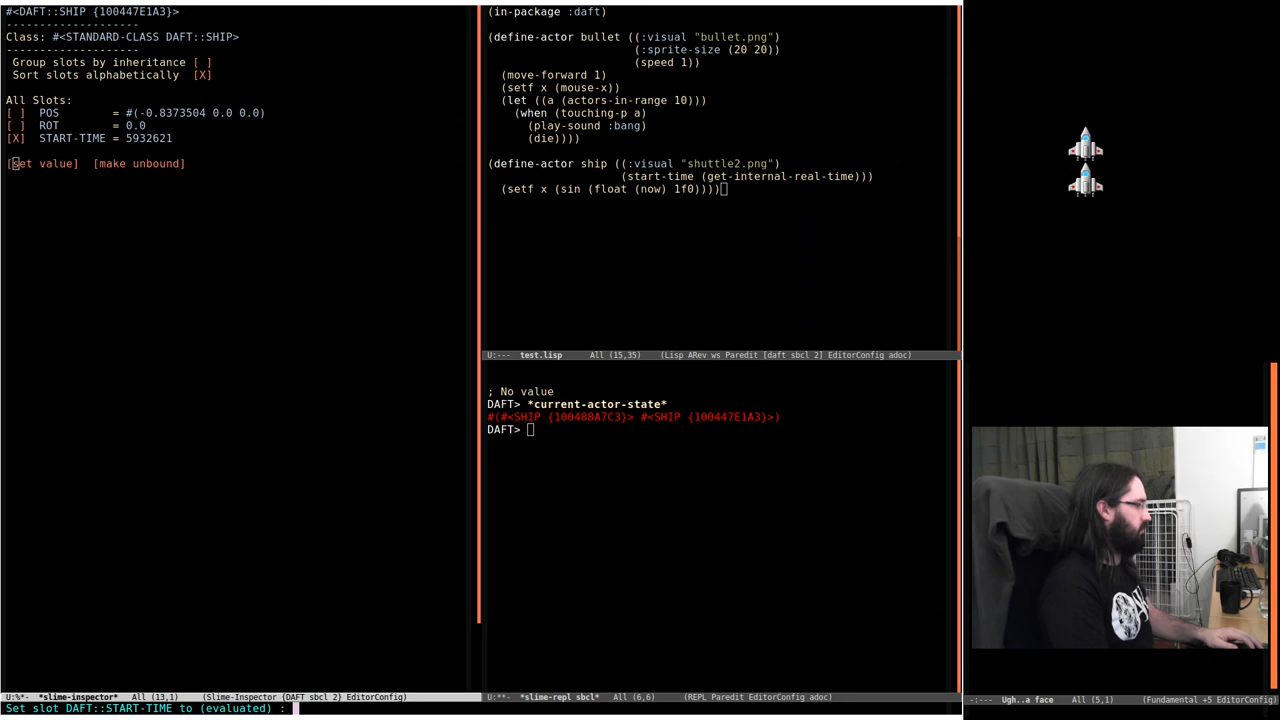 #<DAFT::SHIP {100447E1A3}>
--------------------
Class: #<STANDARD-CLASS DAFT::SHIP>
--------------------
Group slots by inheritance [ ]
Sort slots alphabetically  [X]
All Slots:
[ ]  POS        = #(-0.8373504 0.0 0.0)
[ ]  ROT        = 0.0
[X]  START-TIME = 5932621
[set value]  [make unbound]
U:%*-  *slime-inspector*   All (13,1)     (Slime-Inspector {DAFT sbcl 2} EditorConfig)
Set slot DAFT::START-TIME to (evaluated) :
(in-package :daft)
(define-actor bullet ((:visual "bullet.png")
(:sprite-size (20 20))
(speed 1))
(move-forward 1)
(setf x (mouse-x))
(let ((a (actors-in-range 10)))
(when (touching-p a)
(play-sound :bang)
(die))))
(define-actor ship ((:visual "shuttle2.png")
(start-time (get-internal-real-time)))
(setf x (sin (float (now) 1f0))))
U:---  test.lisp      All (15,35)    (Lisp ARev ws Paredit [daft sbcl 2] EditorConfig adoc)
; No value
DAFT> *current-actor-state*
#(#<SHIP {100488A7C3}> #<SHIP {100447E1A3}>)
DAFT>
U:**-  *slime-repl sbcl*   All (6,6)      (REPL Paredit EditorConfig adoc)
-:---  Ugh..a face    All (5,1)      (Fundamental +5 EditorConfig)